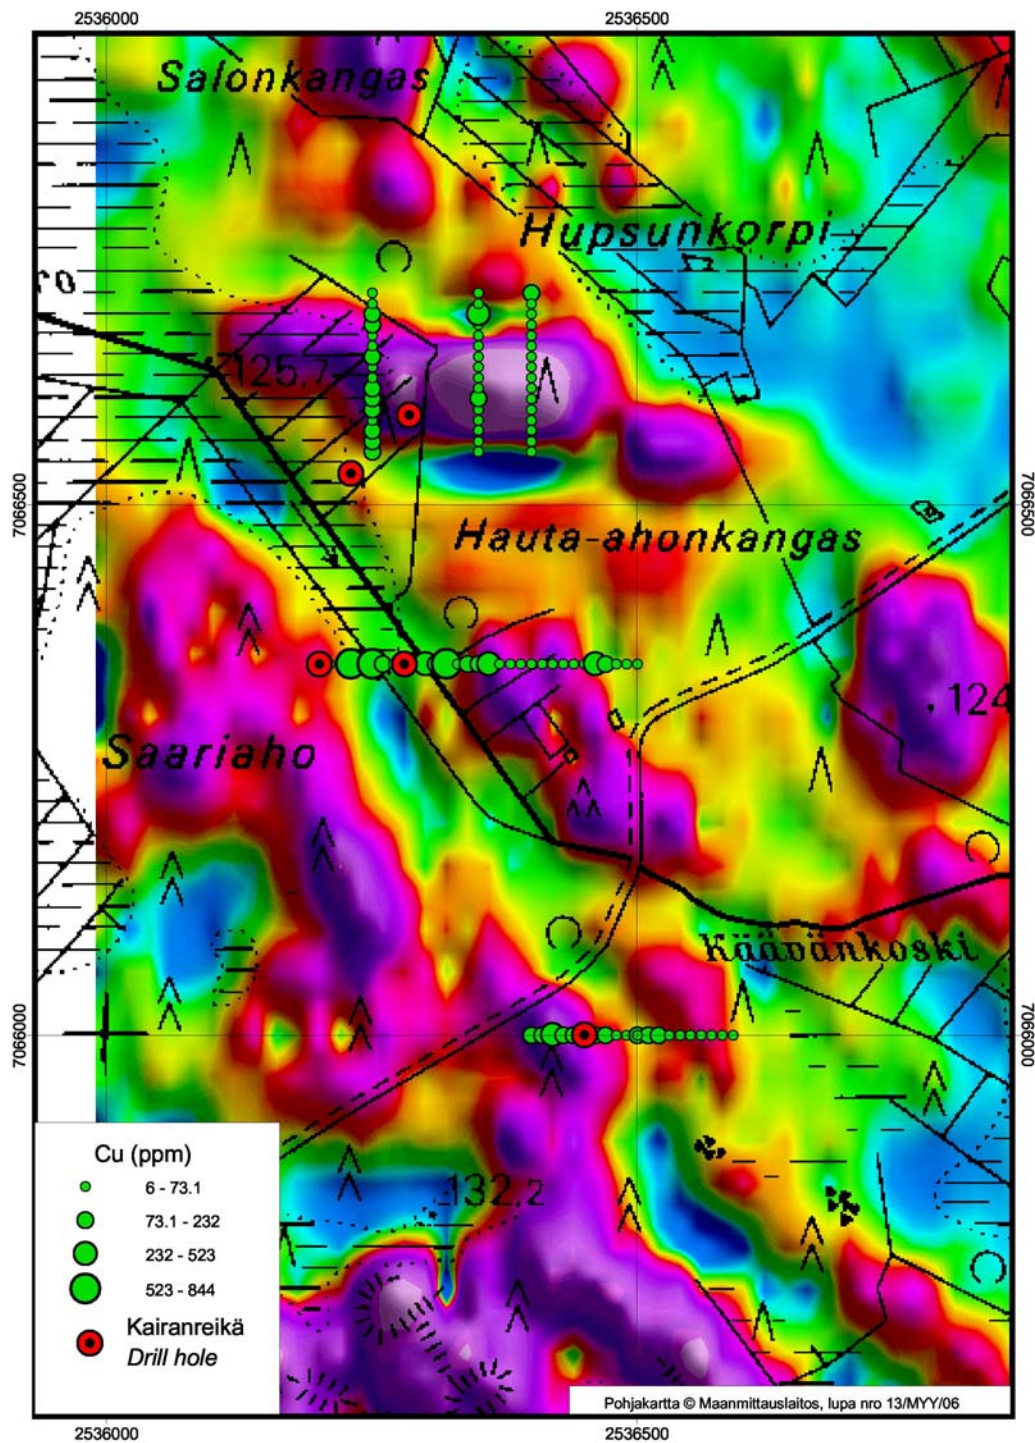 2536000
2536500
Salonkangas
Hupsunkorpi
ro
125,7
7066500
7066500
Hauta-ahonkangas
124
Saariaho
Käävänkoski
7066000
7066000
Cu (ppm)
6 - 73.1
73.1 - 232
232 - 523
523 - 844
Kairanreikä
Drill hole
132,2
Pohjakartta © Maanmittauslaitos, lupa nro 13/MYY/06
2536000
2536500